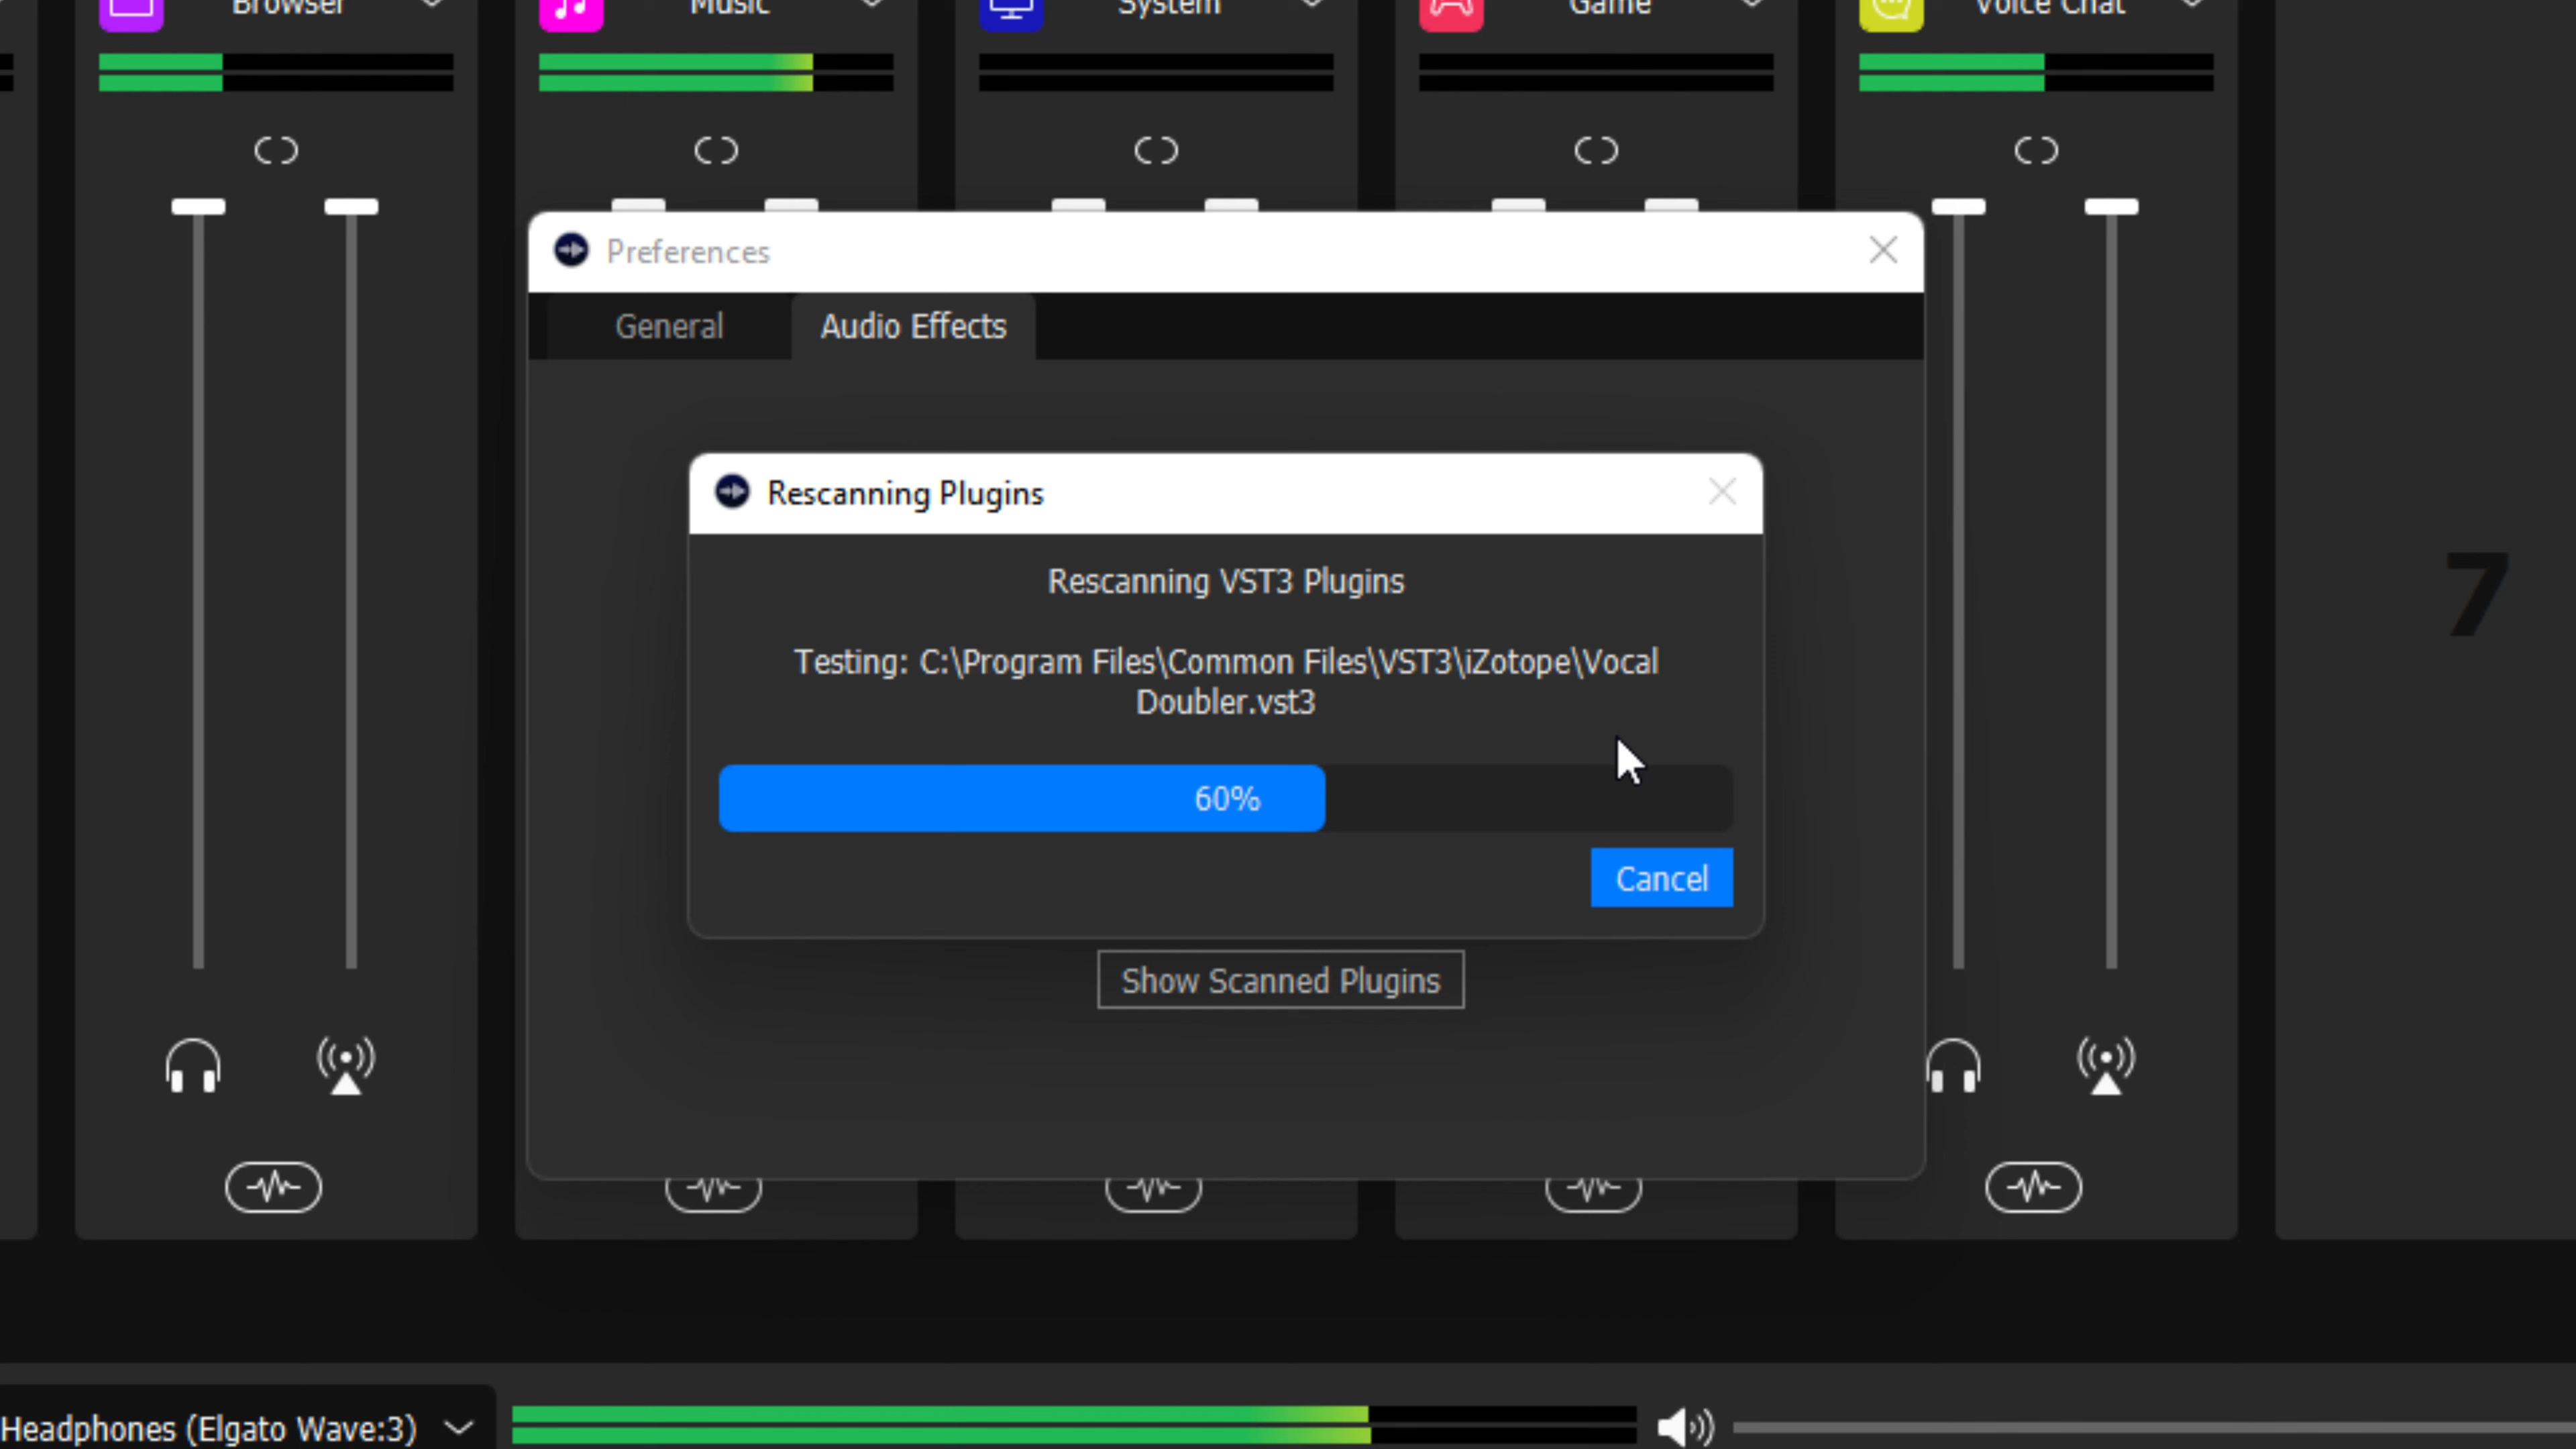 Browser
Music
System
Game
Voice Chat
Preferences
General
Audio Effects
Rescanning Plugins
Rescanning VST3 Plugins
Testing: C:\Program Files\Common Files\VST3\iZotope\Vocal
Doubler.vst3
60%
Cancel
Show Scanned Plugins
7
Headphones (Elgato Wave:3)